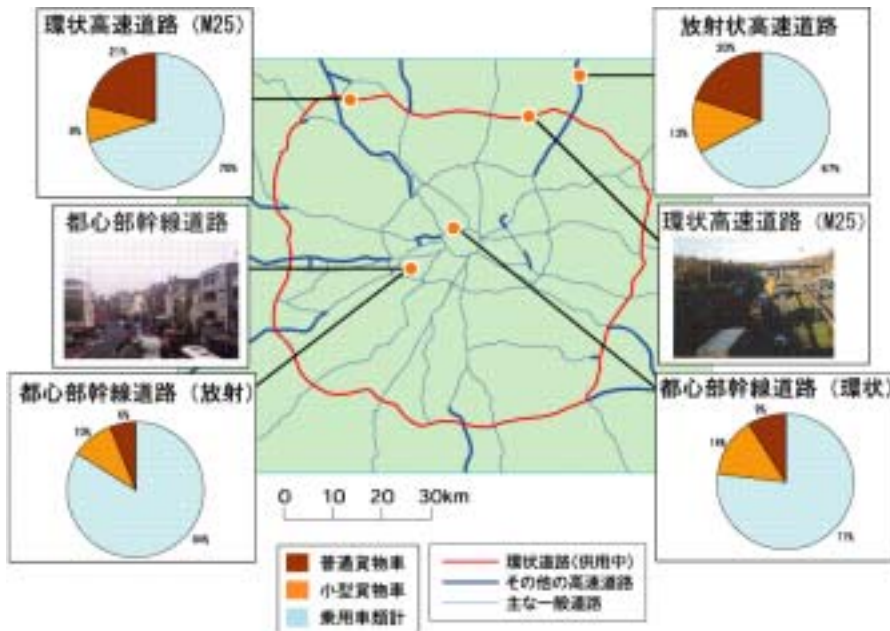 環状高速道路 (M25)
21%
70%
放射状高速道路
20%
13%
67%
都心部幹線道路
環状高速道路 (M25)
都心部幹線道路 (放射)
都心部幹線道路 (環状)
0 10 20 30km
普通貨物車
小型貨物車
乗用車類計
環状道路(供用中)
その他の高速道路
主な一般道路